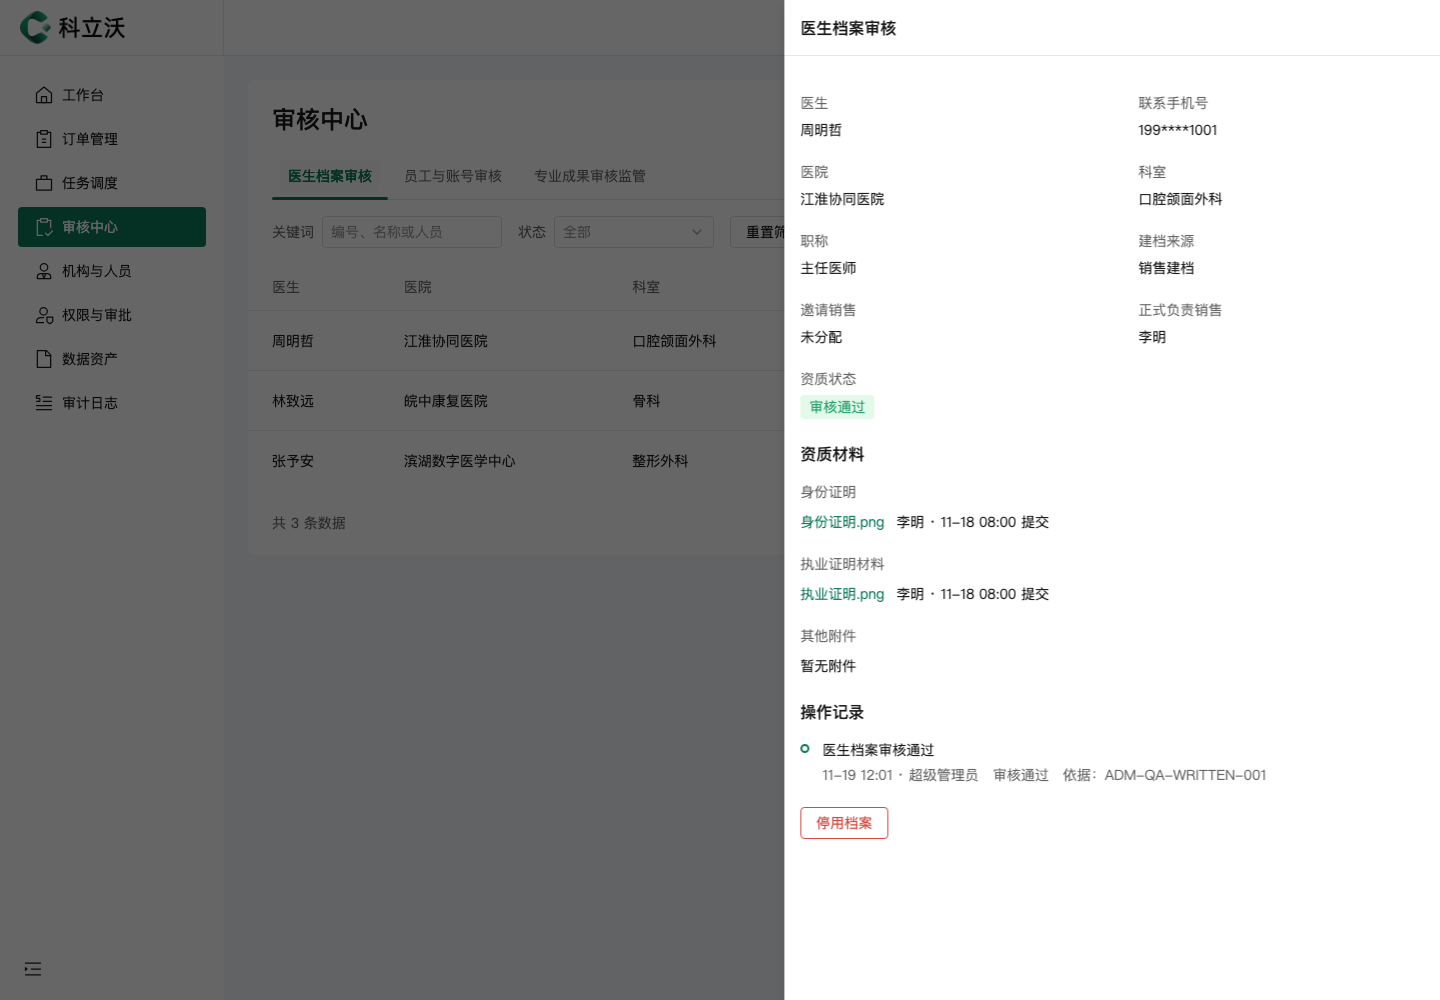 科立沃
工作台
订单管理
任务调度
审核中心
机构与人员
权限与审批
数据资产
审计日志
审核中心
医生档案审核 员工与账号审核 专业成果审核监管
关键词 编号、名称或人员 状态 全部 重置筛
医生 医院 科室
周明哲 江淮协同医院 口腔颌面外科
林致远 皖中康复医院 骨科
张予安 滨湖数字医学中心 整形外科
共 3 条数据
医生档案审核
医生 联系手机号
周明哲 199****1001
医院 科室
江淮协同医院 口腔颌面外科
职称 建档来源
主任医师 销售建档
邀请销售 正式负责销售
未分配 李明
资质状态
审核通过
资质材料
身份证明
身份证明.png 李明 · 11-18 08:00 提交
执业证明材料
执业证明.png 李明 · 11-18 08:00 提交
其他附件
暂无附件
操作记录
医生档案审核通过
11-19 12:01 · 超级管理员 审核通过 依据：ADM-QA-WRITTEN-001
停用档案